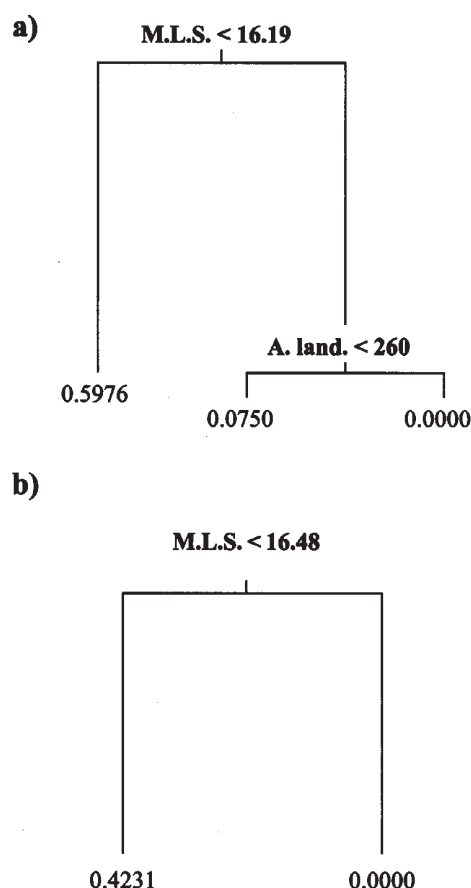 a)
M.L.S. < 16.19
A. land. < 260
0.5976
0.0750
0.0000
b)
M.L.S. < 16.48
0.4231
0.0000